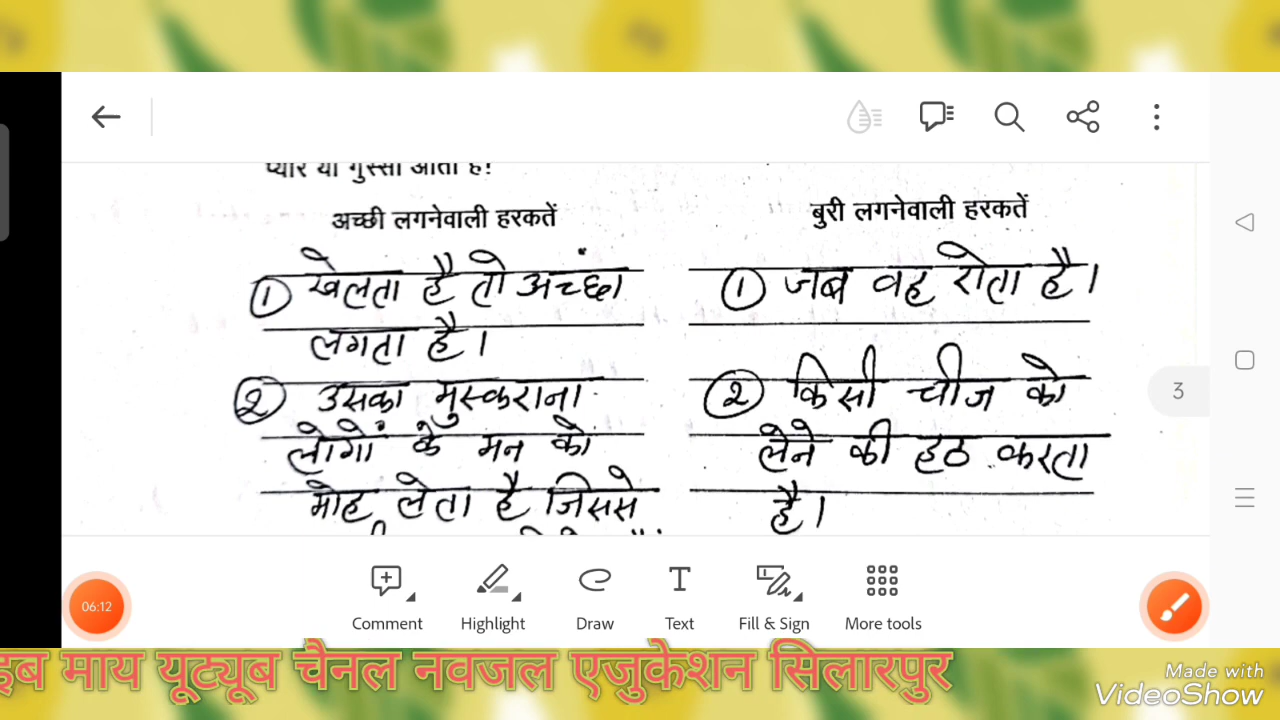 प्यार या गुस्सा आता है!
अच्छी लगनेवाली हरकतें
① खेलता है तो अच्छा
लगता है।
② उसका मुस्कराना
लोगों के मन को
मोह लेता है जिससे
बुरी लगनेवाली हरकतें
① जब वह रोता है।
② किसी चीज को
लेने की हठ करता
है।
3
06:12
Comment
Highlight
Draw
Text
Fill & Sign
More tools
इब माय यूट्यूब चैनल नवजल एजुकेशन सिलारपुर
Made with
VideoShow